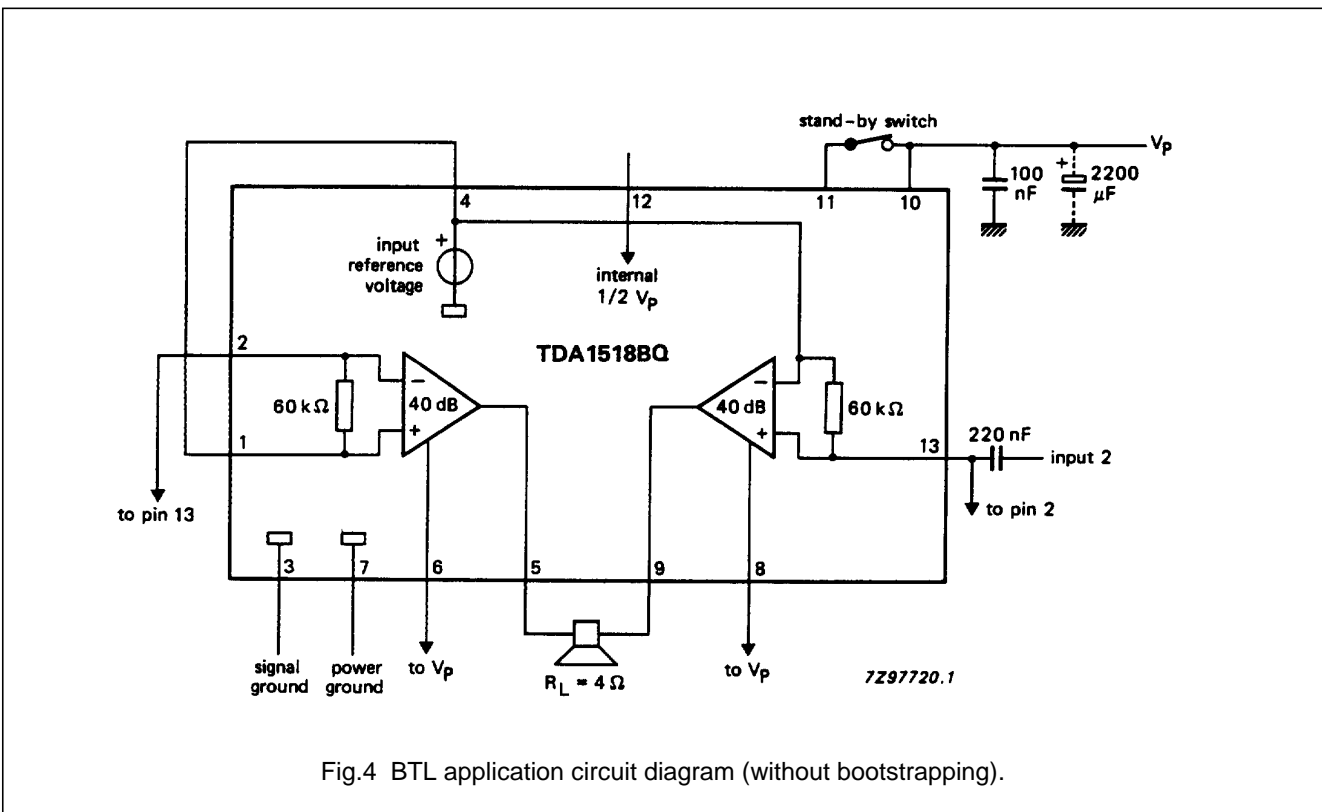 stand-by switch
V_P
100 nF
+
2200 µF
4
12
11
10
input reference voltage
+
internal 1/2 V_P
TDA1518BQ
2
60 kΩ
−
40 dB
+
1
−
40 dB
+
60 kΩ
13
220 nF
input 2
to pin 13
to pin 2
3
7
6
5
9
8
signal ground
power ground
to V_P
R_L = 4 Ω
to V_P
7Z97720.1
Fig.4 BTL application circuit diagram (without bootstrapping).